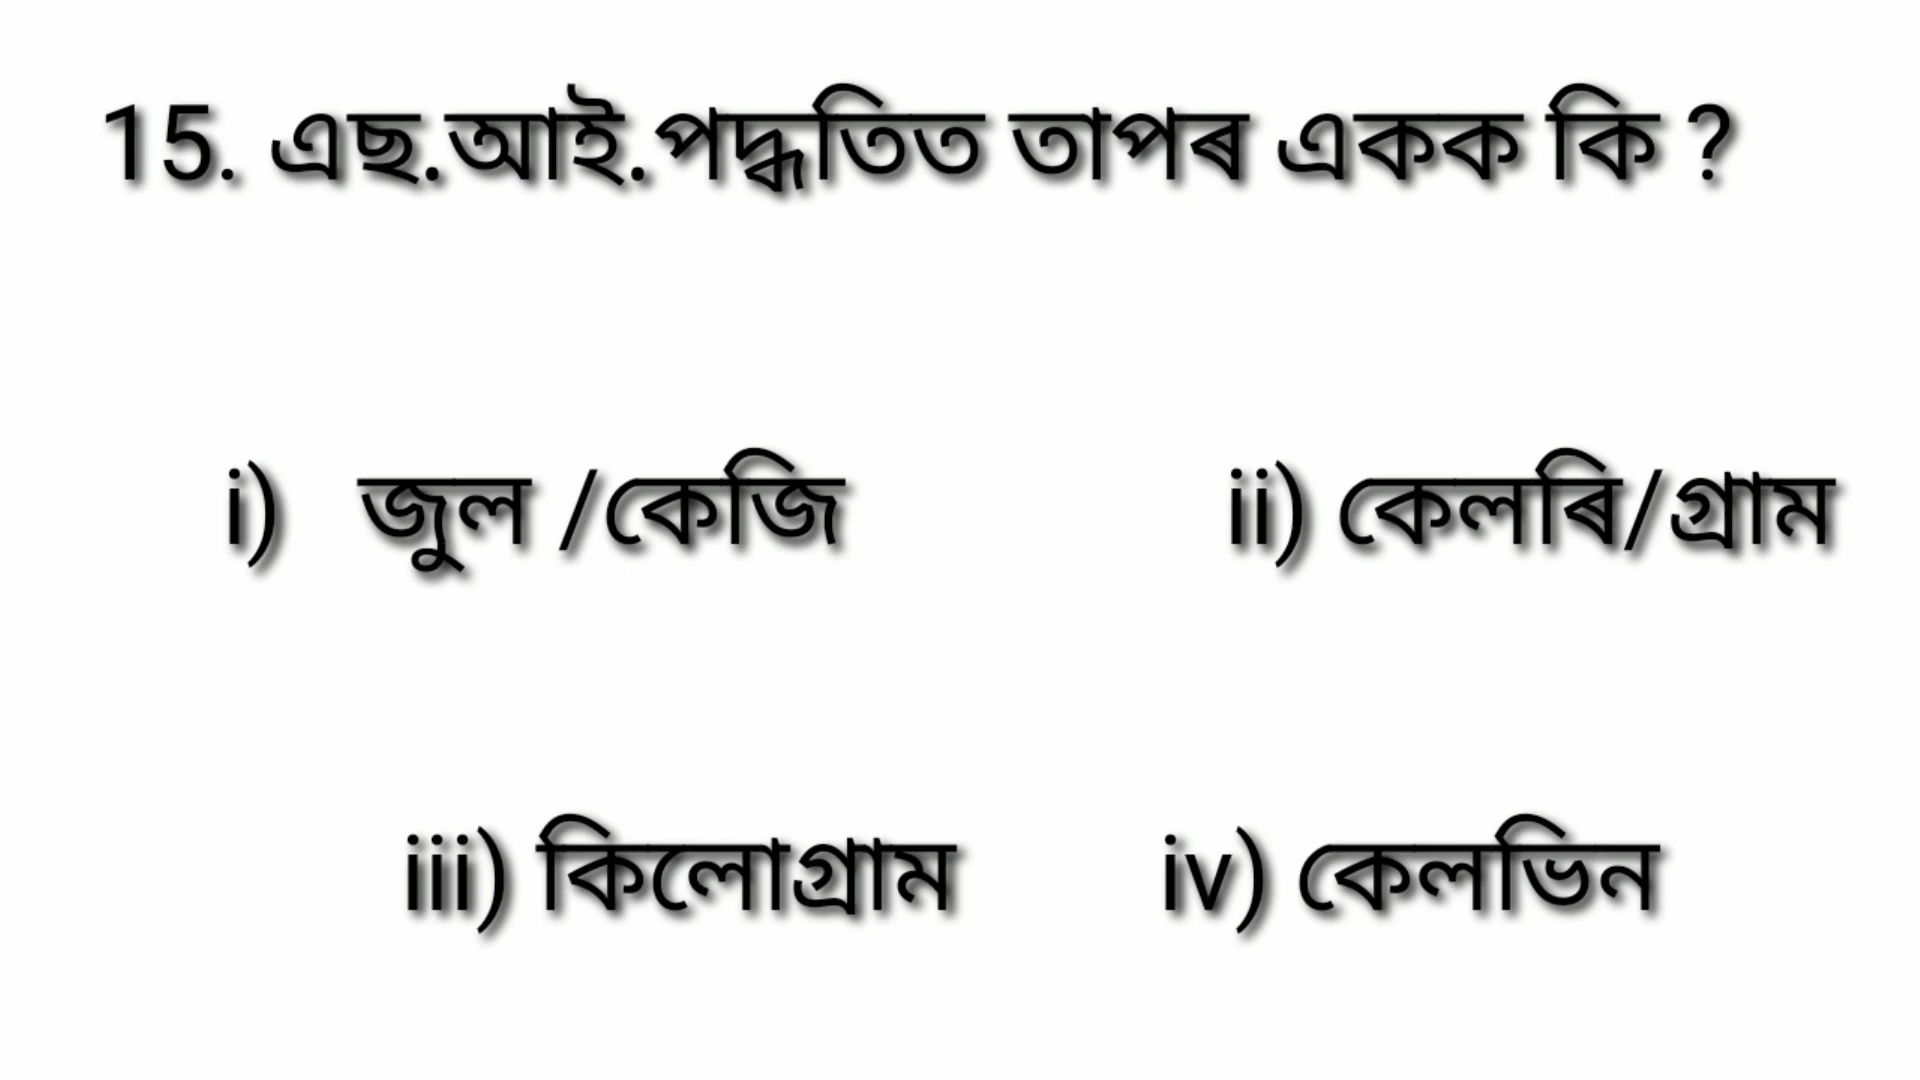 15. এছ.আই.পদ্ধতিত তাপৰ একক কি ?
i) জুল /কেজি ii) কেলৰি/গ্ৰাম
iii) কিলোগ্ৰাম iv) কেলভিন